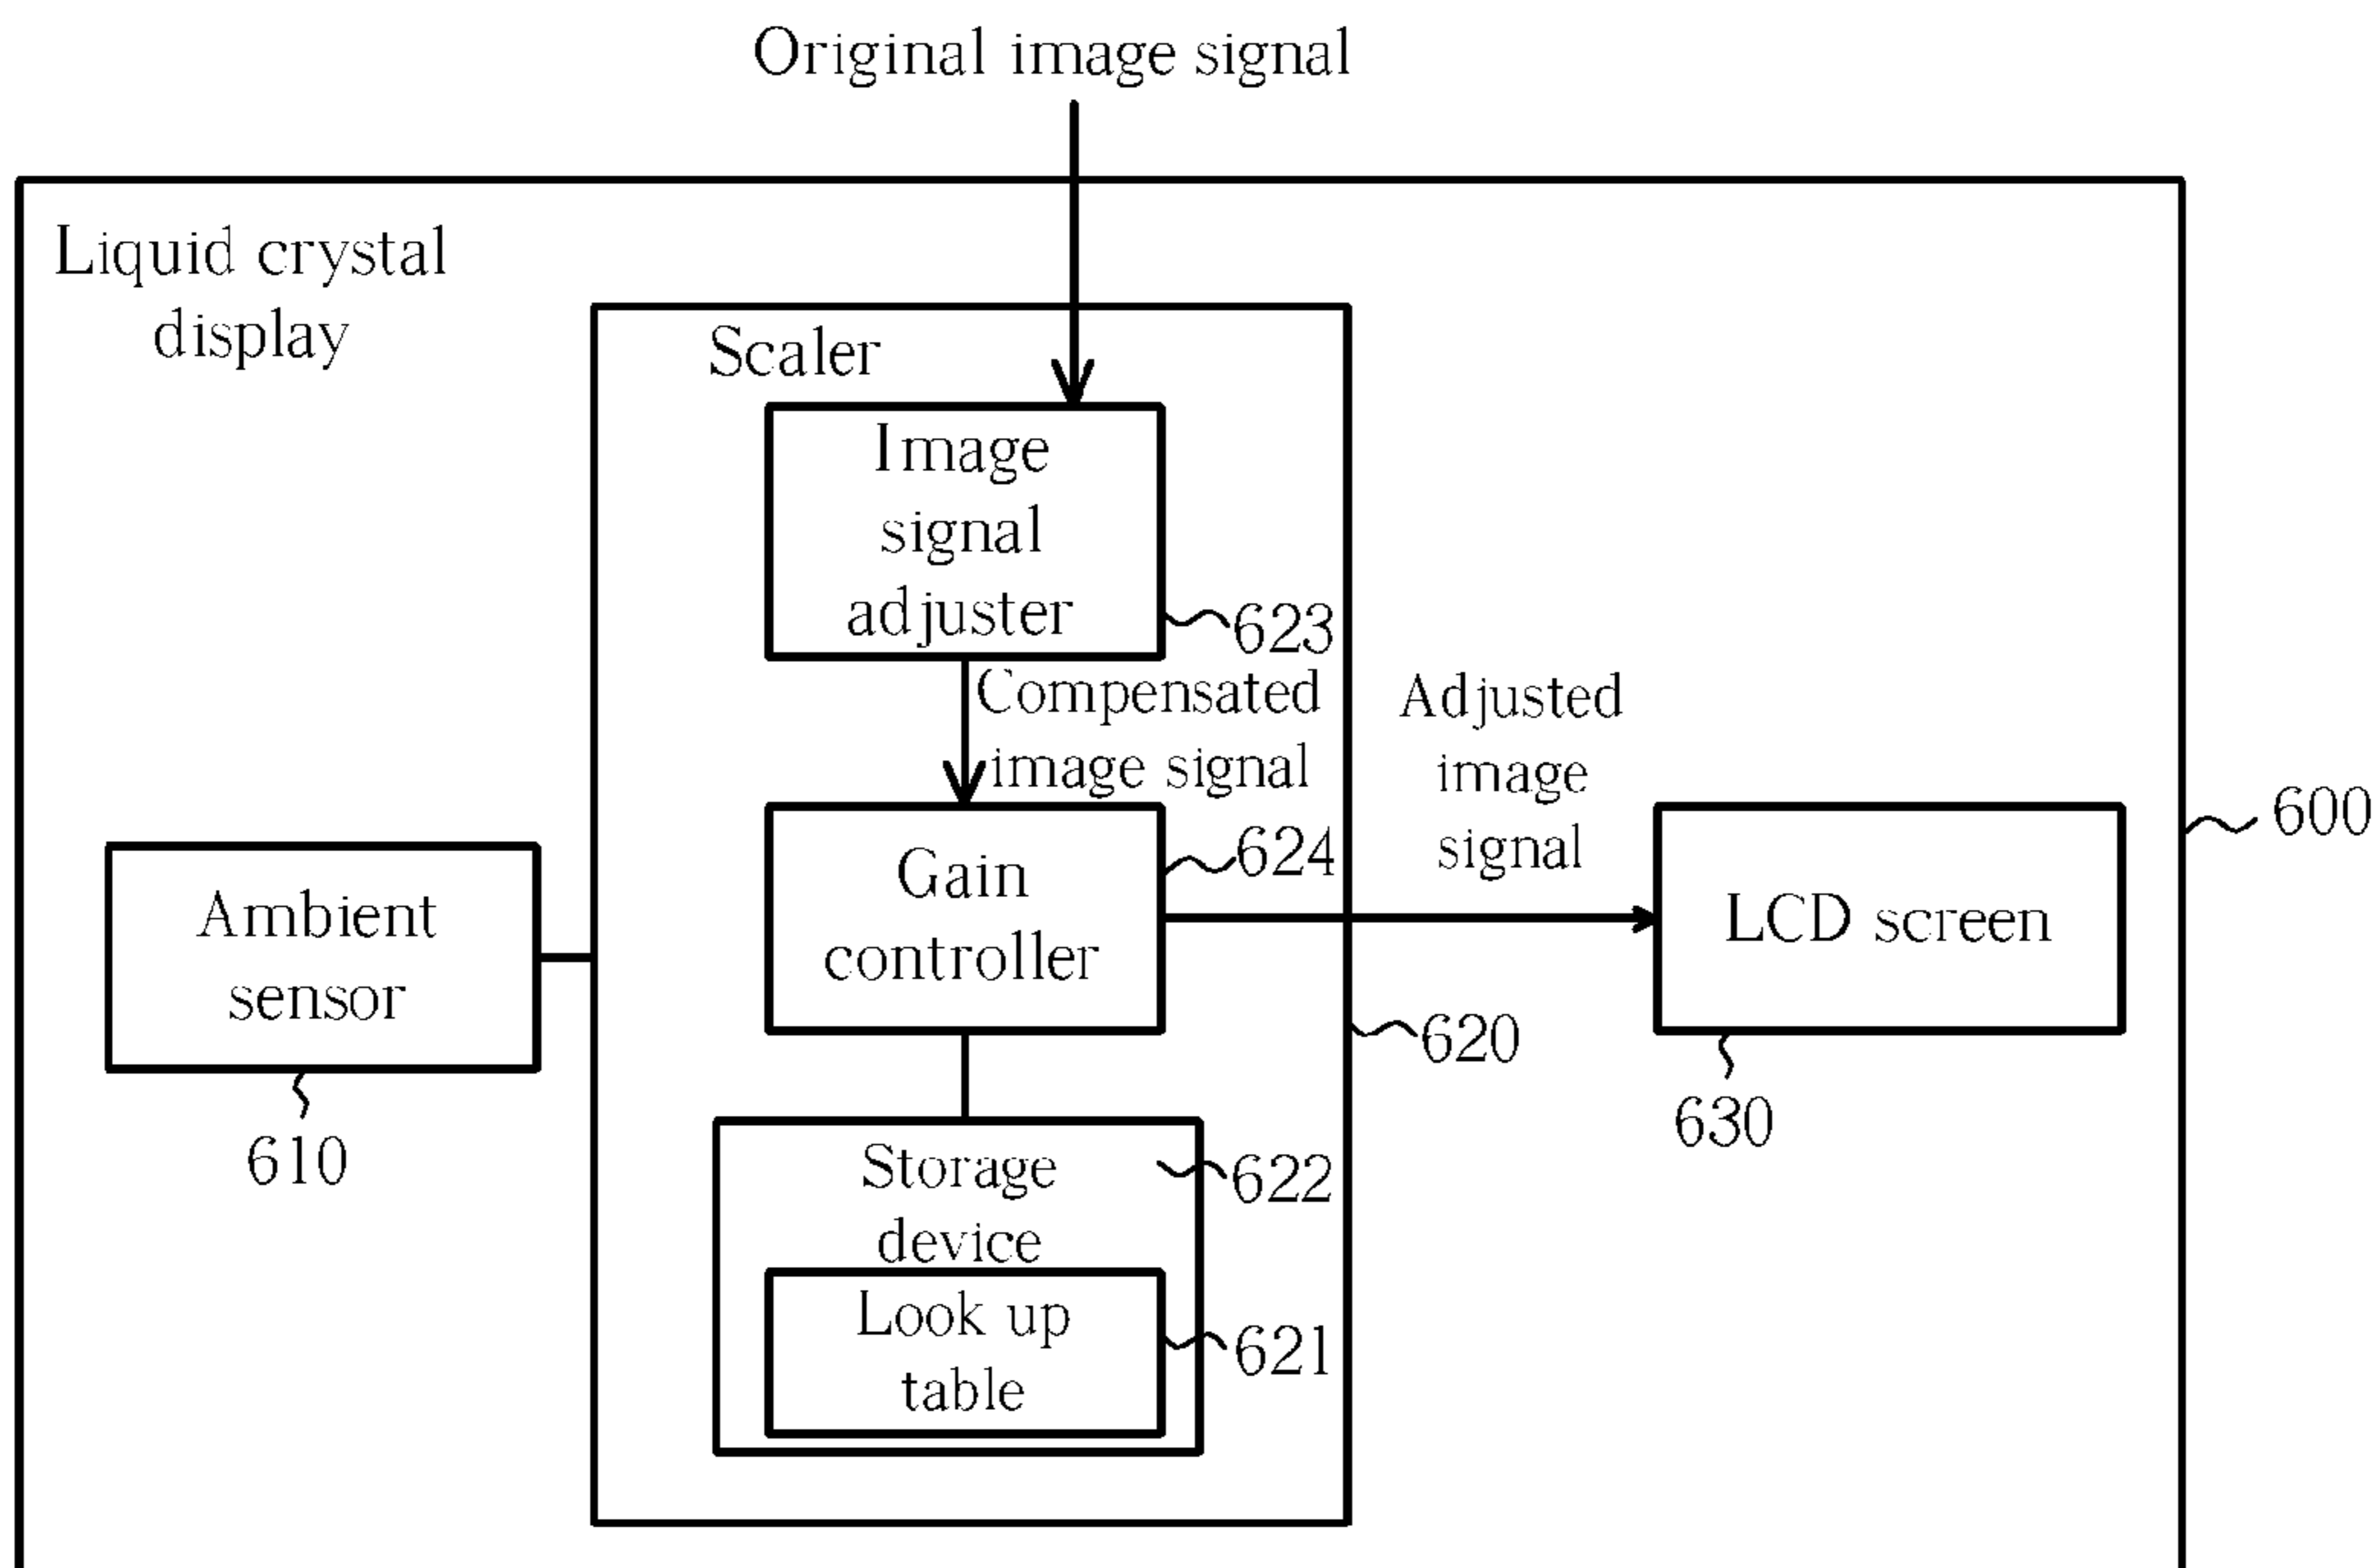 Original image signal
Liquid crystal
display
Scaler
Image
signal
adjuster
623
Compensated
image signal
Adjusted
image
signal
600
Gain
controller
624
LCD screen
Ambient
sensor
620
630
610
Storage
device
622
Look up
table
621